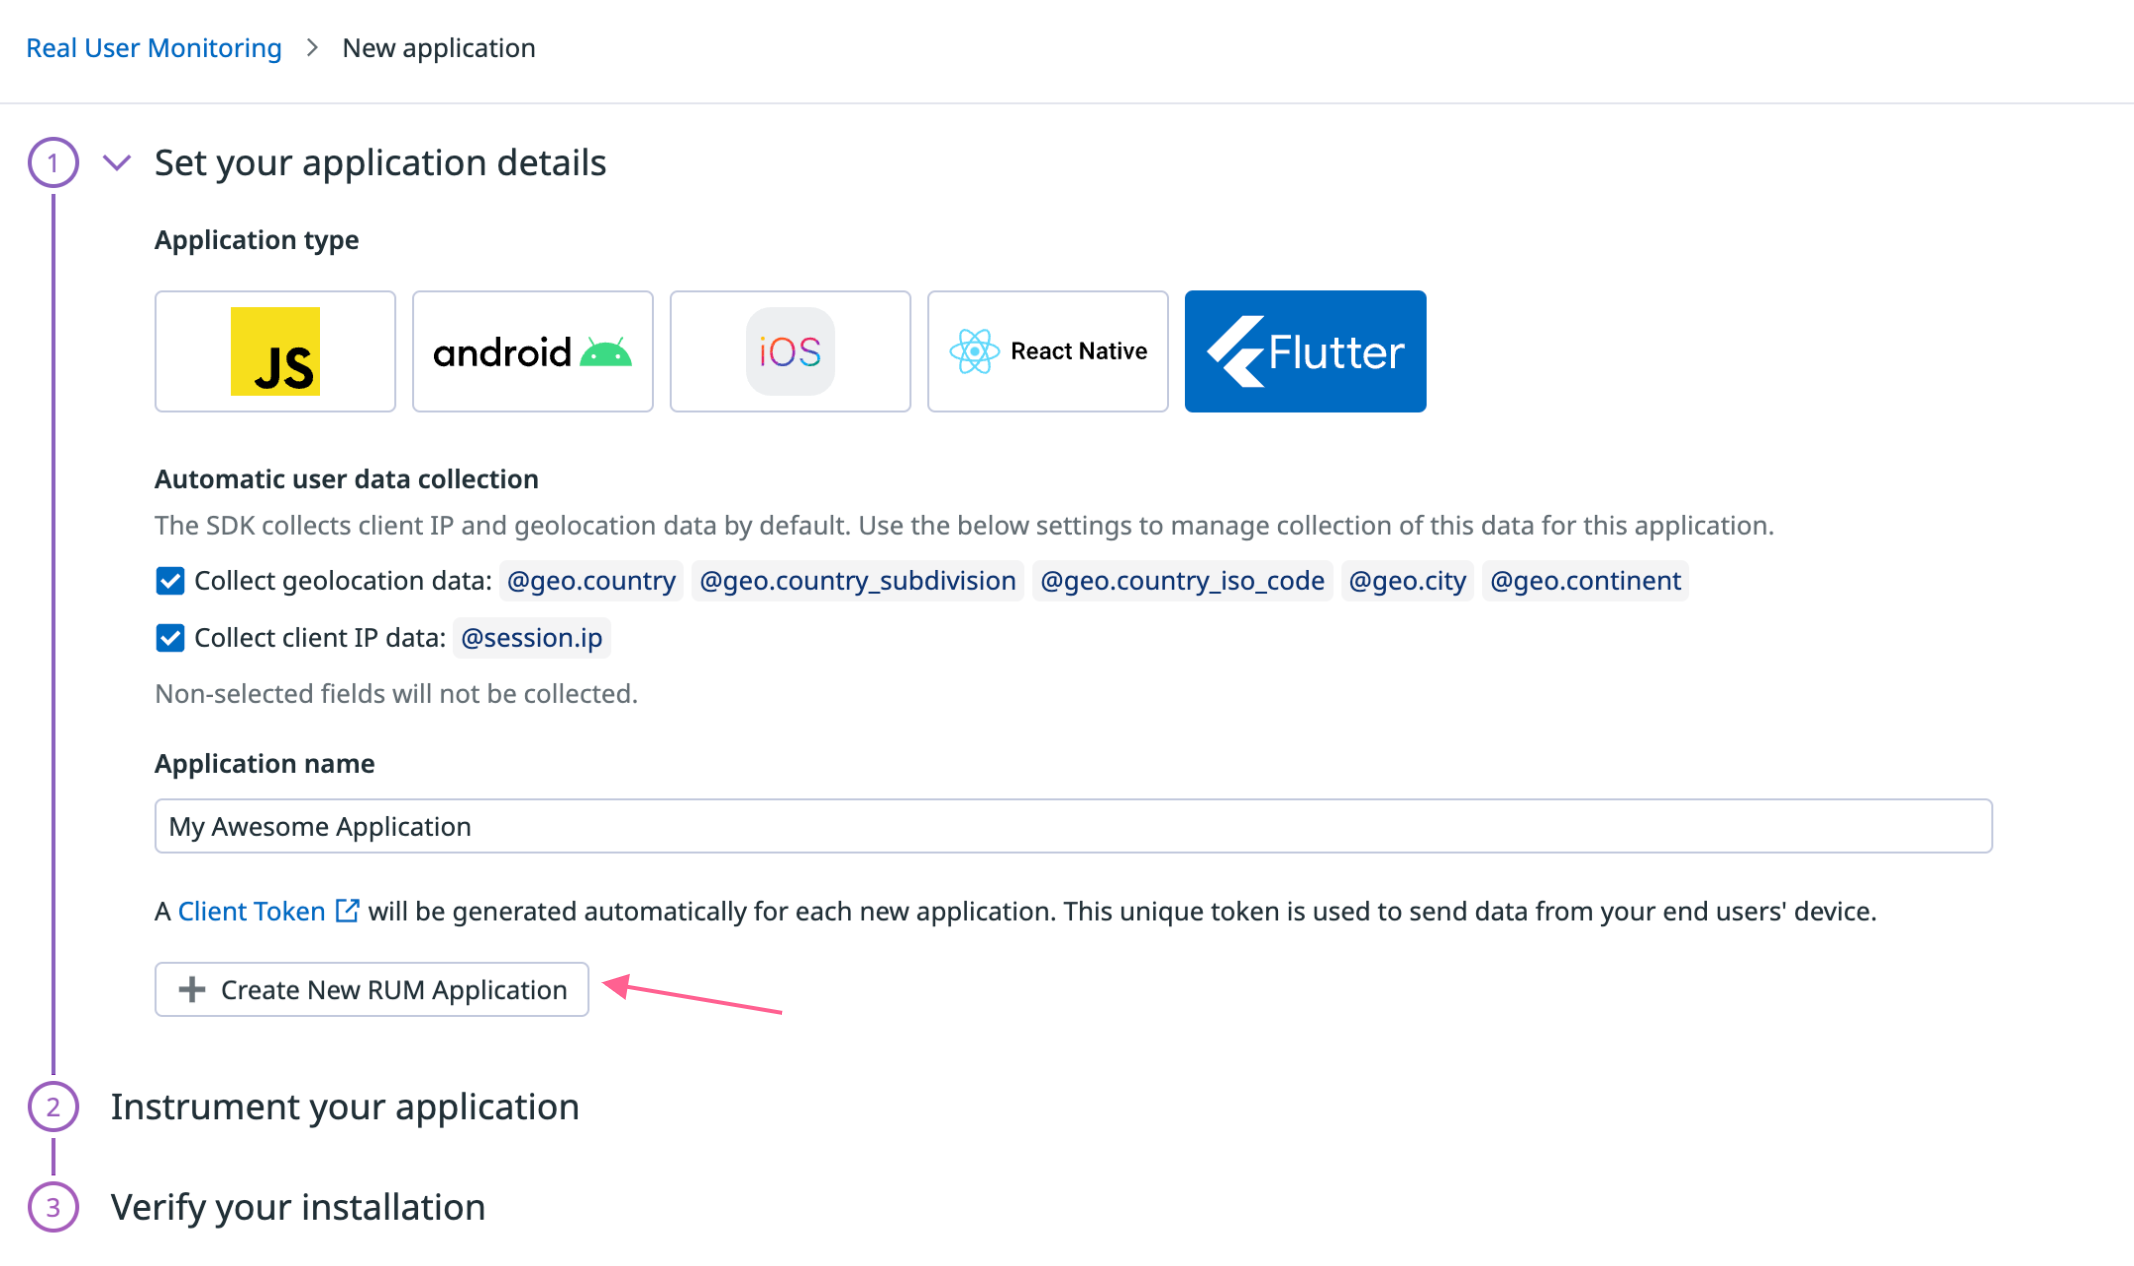 Real User Monitoring > New application
1 Set your application details
Application type
JS android iOS React Native Flutter
Automatic user data collection
The SDK collects client IP and geolocation data by default. Use the below settings to manage collection of this data for this application.
Collect geolocation data: @geo.country @geo.country_subdivision @geo.country_iso_code @geo.city @geo.continent
Collect client IP data: @session.ip
Non-selected fields will not be collected.
Application name
My Awesome Application
A Client Token will be generated automatically for each new application. This unique token is used to send data from your end users' device.
+ Create New RUM Application
2 Instrument your application
3 Verify your installation